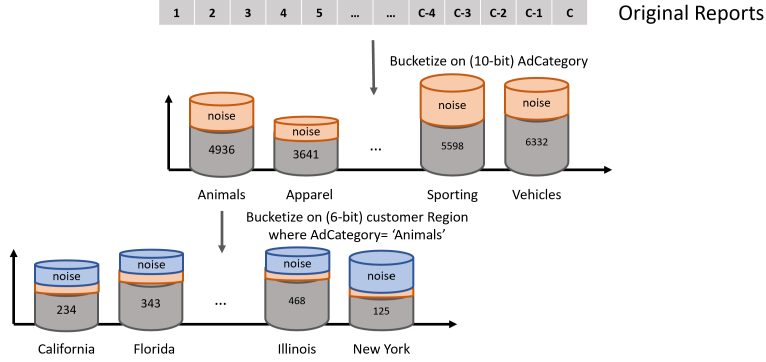 1 2 3 4 5 ... ... C-4 C-3 C-2 C-1 C Original Reports
Bucketize on (10-bit) AdCategory
noise noise noise noise
4936 3641 ... 5598 6332
Animals Apparel Sporting Vehicles
Bucketize on (6-bit) customer Region
where AdCategory= ‘Animals’
noise noise noise noise
234 343 ... 468 125
California Florida Illinois New York